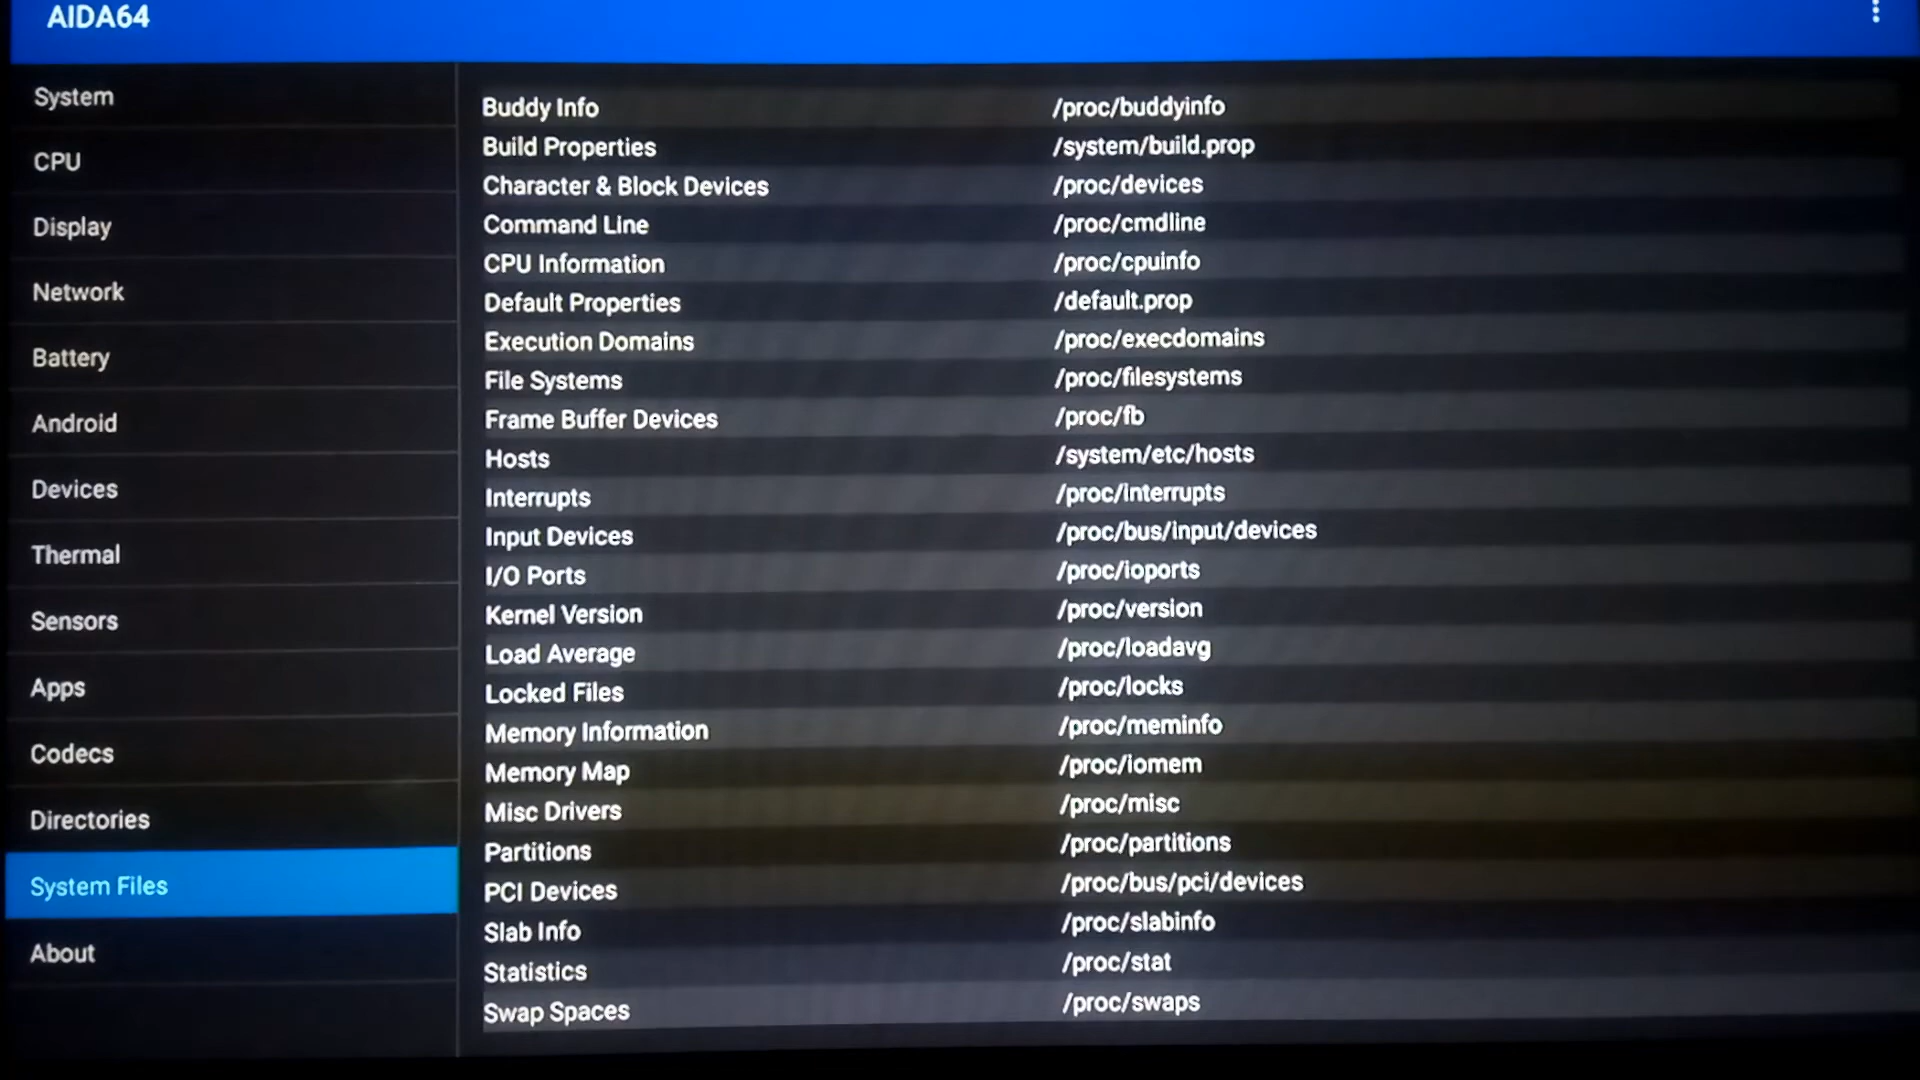 AIDA64
System
CPU
Display
Network
Battery
Android
Devices
Thermal
Sensors
Apps
Codecs
Directories
System Files
About
Buddy Info /proc/buddyinfo
Build Properties /system/build.prop
Character & Block Devices /proc/devices
Command Line /proc/cmdline
CPU Information /proc/cpuinfo
Default Properties /default.prop
Execution Domains /proc/execdomains
File Systems /proc/filesystems
Frame Buffer Devices /proc/fb
Hosts /system/etc/hosts
Interrupts /proc/interrupts
Input Devices /proc/bus/input/devices
I/O Ports /proc/ioports
Kernel Version /proc/version
Load Average /proc/loadavg
Locked Files /proc/locks
Memory Information /proc/meminfo
Memory Map /proc/iomem
Misc Drivers /proc/misc
Partitions /proc/partitions
PCI Devices /proc/bus/pci/devices
Slab Info /proc/slabinfo
Statistics /proc/stat
Swap Spaces /proc/swaps